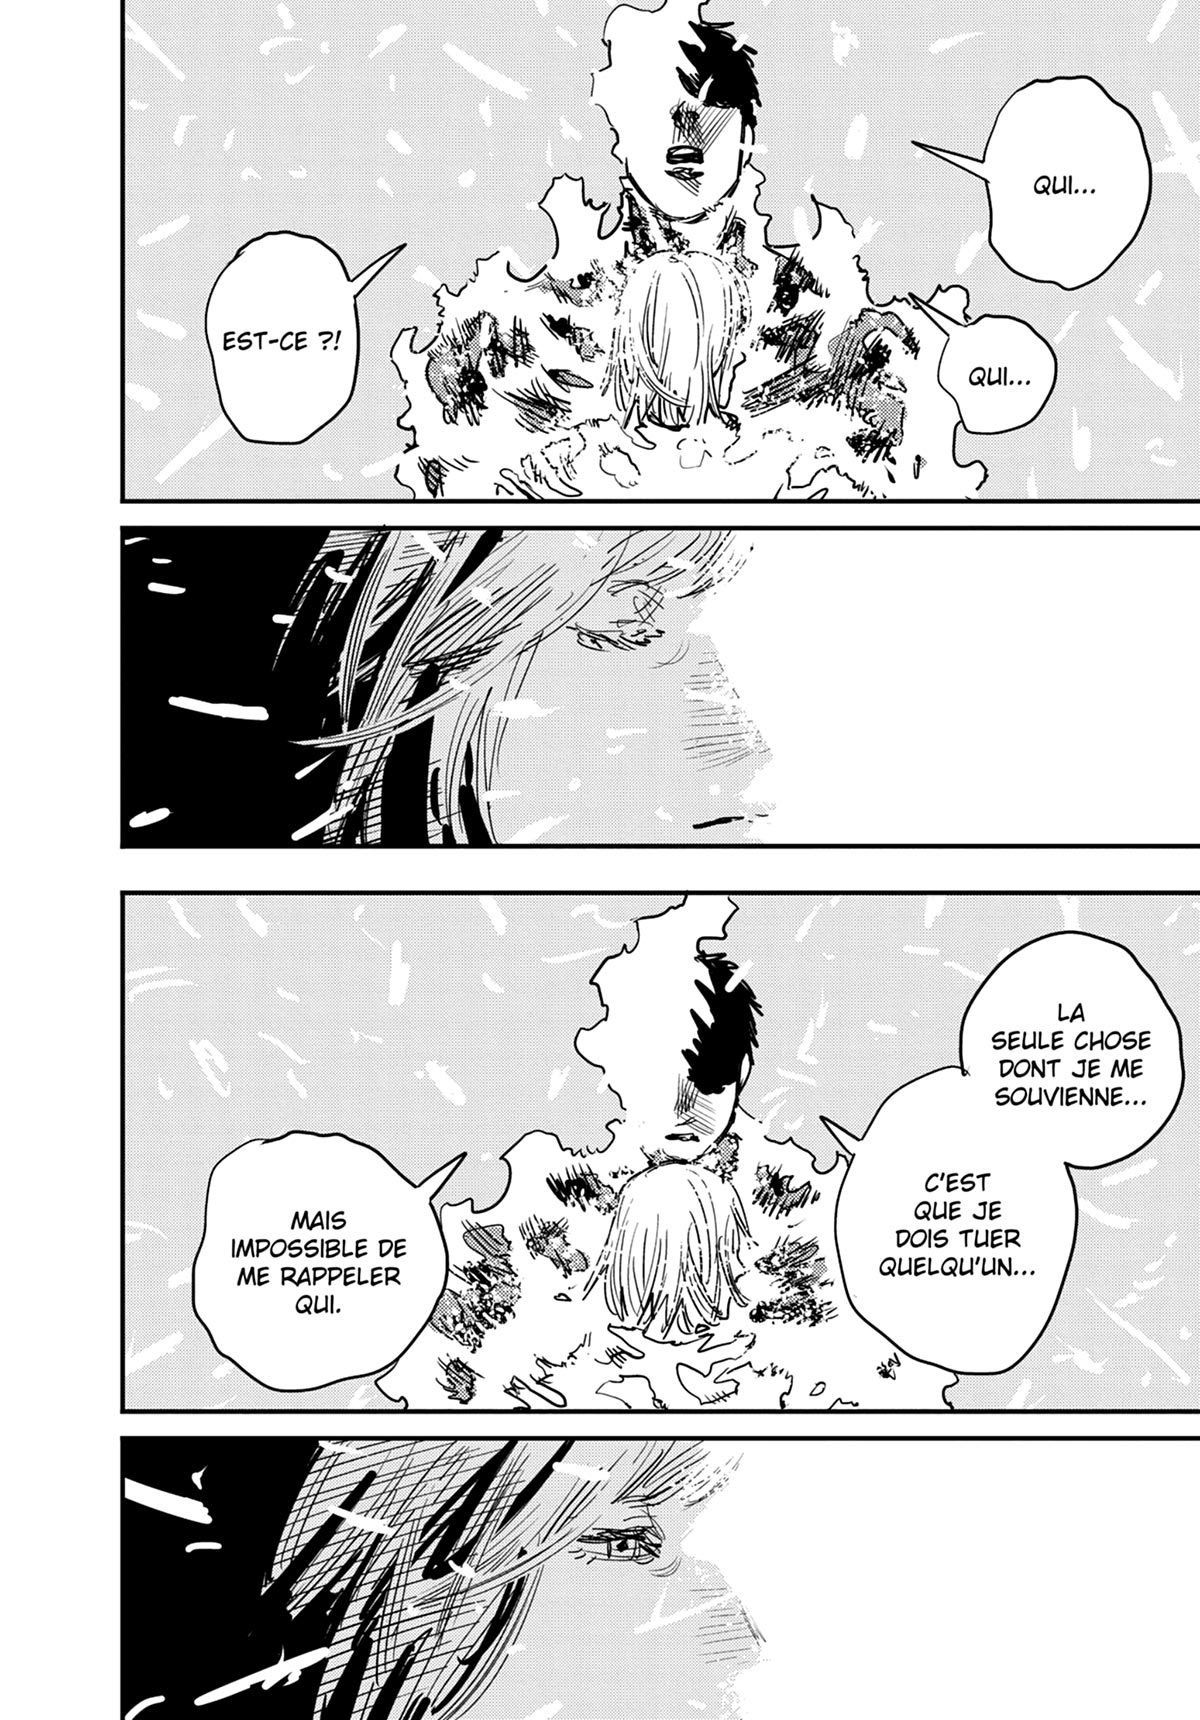 QUI...
QUI...
EST-CE ?!
LA
SEULE CHOSE
DONT JE ME
SOUVIENNE...
C'EST
QUE JE
DOIS TUER
QUELQU'UN...
MAIS
IMPOSSIBLE DE
ME RAPPELER
QUI.